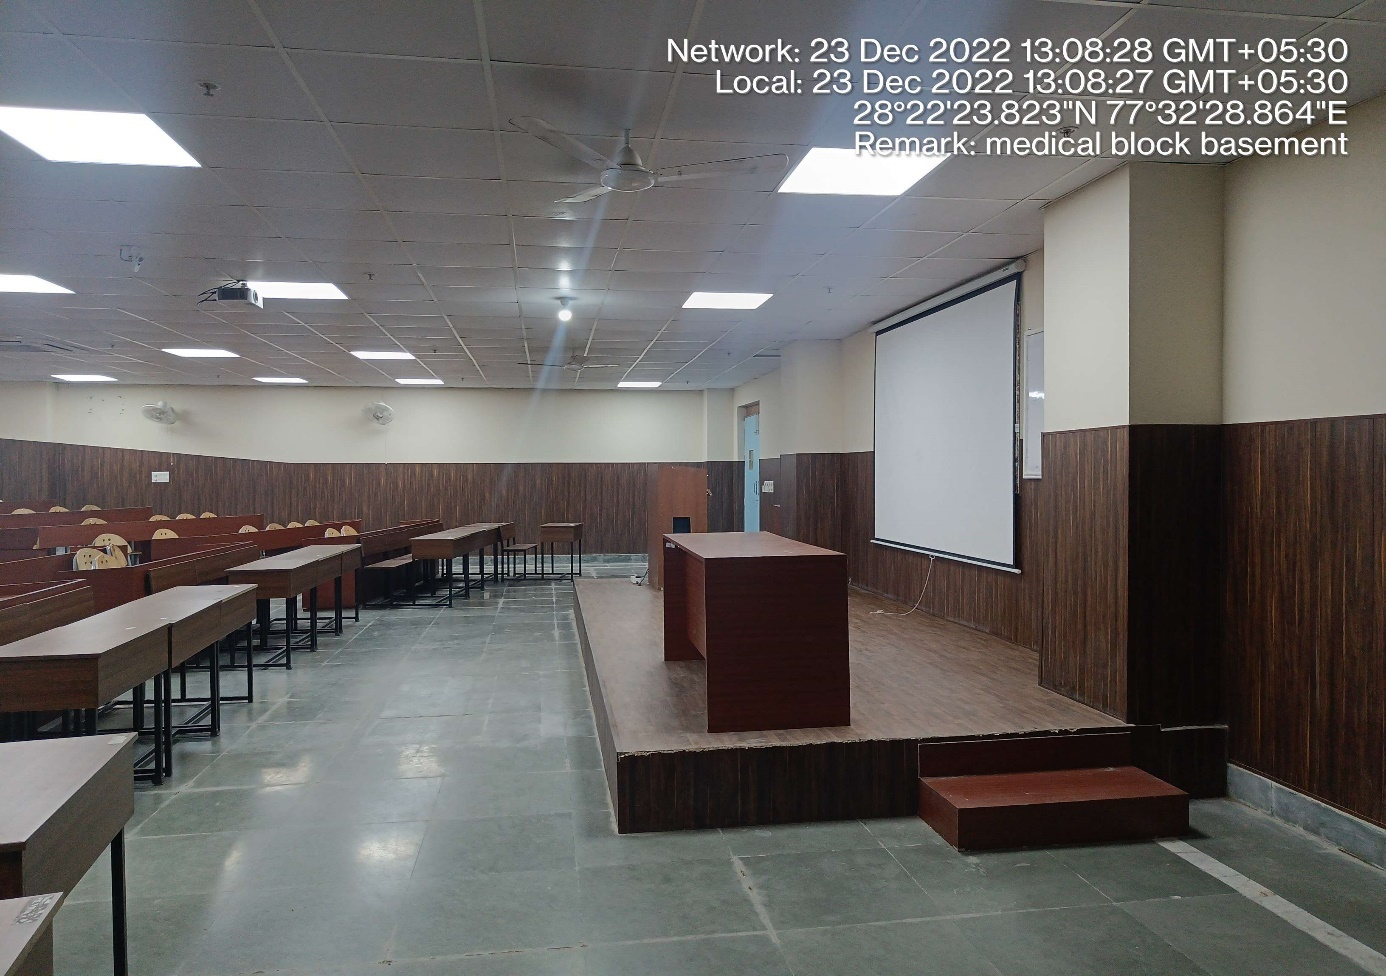 Network: 23 Dec 2022 13:08:28 GMT+05:30
Local: 23 Dec 2022 13:08:27 GMT+05:30
28°22'23.823"N 77°32'28.864"E
Remark: medical block basement